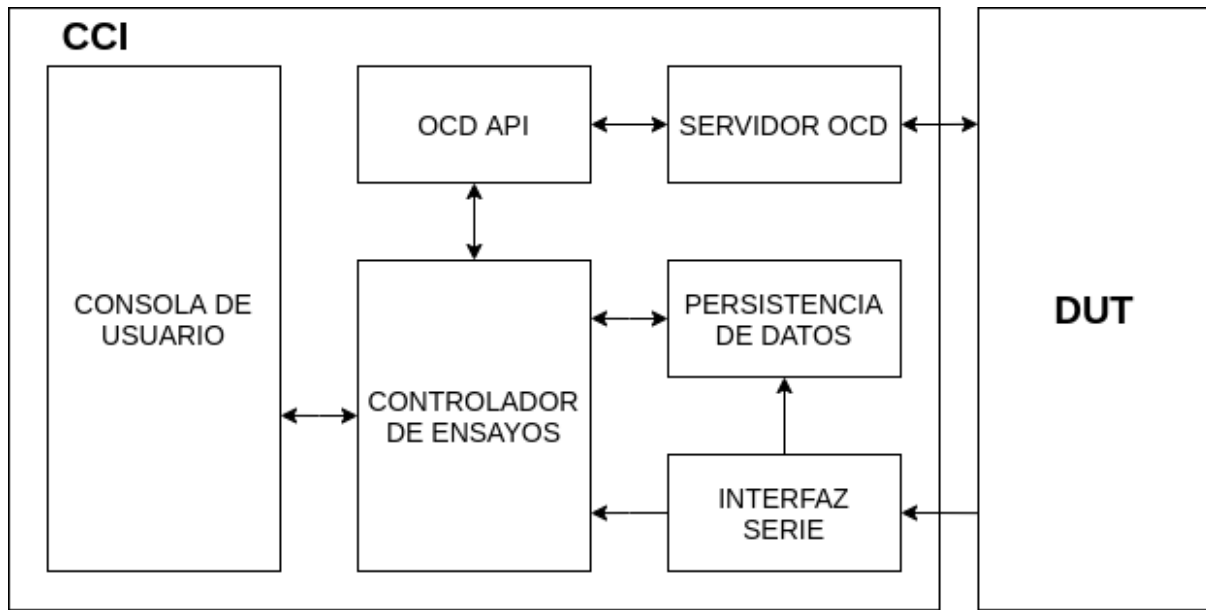 CCI
CONSOLA DE
USUARIO
OCD API
SERVIDOR OCD
CONTROLADOR
DE ENSAYOS
PERSISTENCIA
DE DATOS
INTERFAZ
SERIE
DUT